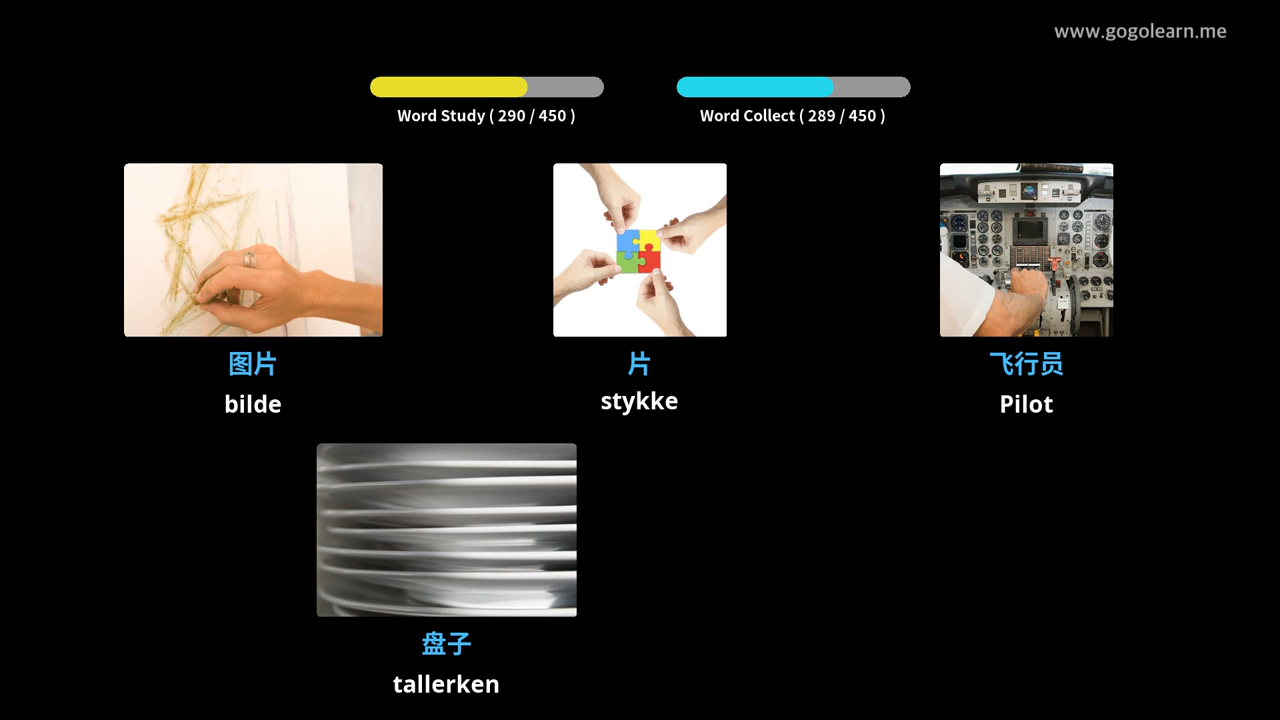 www.gogolearn.me
Word Study ( 290 / 450 )
Word Collect ( 289 / 450 )
图片
片
飞行员
bilde
stykke
Pilot
盘子
tallerken